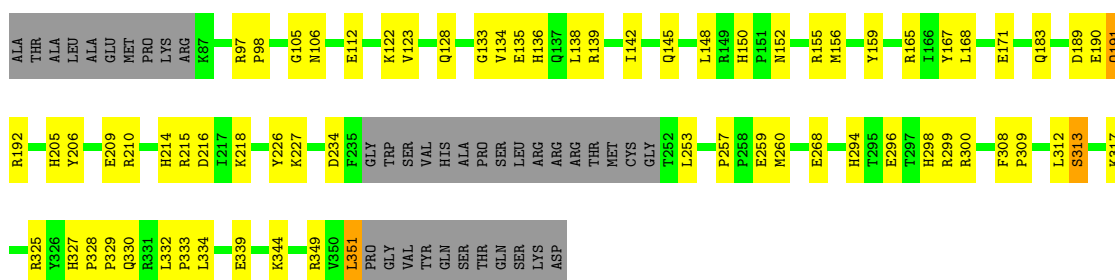 ALA THR ALA LEU ALA GLU MET PRO LYS ARG K87 R97 P98 G105 N106 E112 K122 V123 Q128 G133 V134 E135 H136 Q137 L138 R139 I142 Q145 L148 R149 H150 P151 N152 R155 M156 Y159 R165 I166 Y167 L168 E171 Q183 D189 E190 Q191
R192 H205 Y206 E209 R210 H214 R215 D216 I217 K218 Y226 K227 D234 F235 GLY TRP SER VAL HIS ALA PRO SER LEU ARG ARG ARG THR MET CYS GLY T252 L253 P257 P258 E259 M260 E268 H294 T295 E296 T297 H298 R299 R300 F308 P309 L312 S313 K317
R325 Y326 H327 P328 P329 Q330 R331 L332 P333 L334 E339 K344 R349 V350 L351 PRO GLY VAL TYR GLN SER THR GLN SER LYS ASP